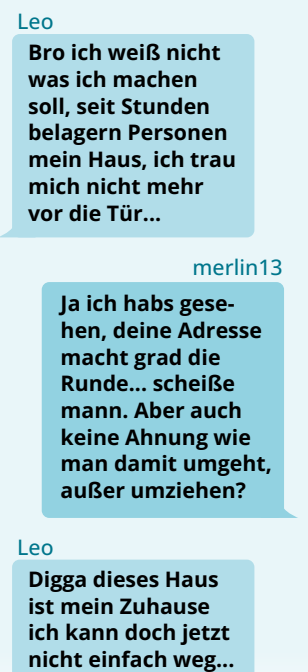 Leo
Bro ich weiß nicht
was ich machen
soll, seit Stunden
belagern Personen
mein Haus, ich trau
mich nicht mehr
vor die Tür...
merlin13
Ja ich habs gese-
hen, deine Adresse
macht grad die
Runde... scheiße
mann. Aber auch
keine Ahnung wie
man damit umgeht,
außer umziehen?
Leo
Digga dieses Haus
ist mein Zuhause
ich kann doch jetzt
nicht einfach weg...